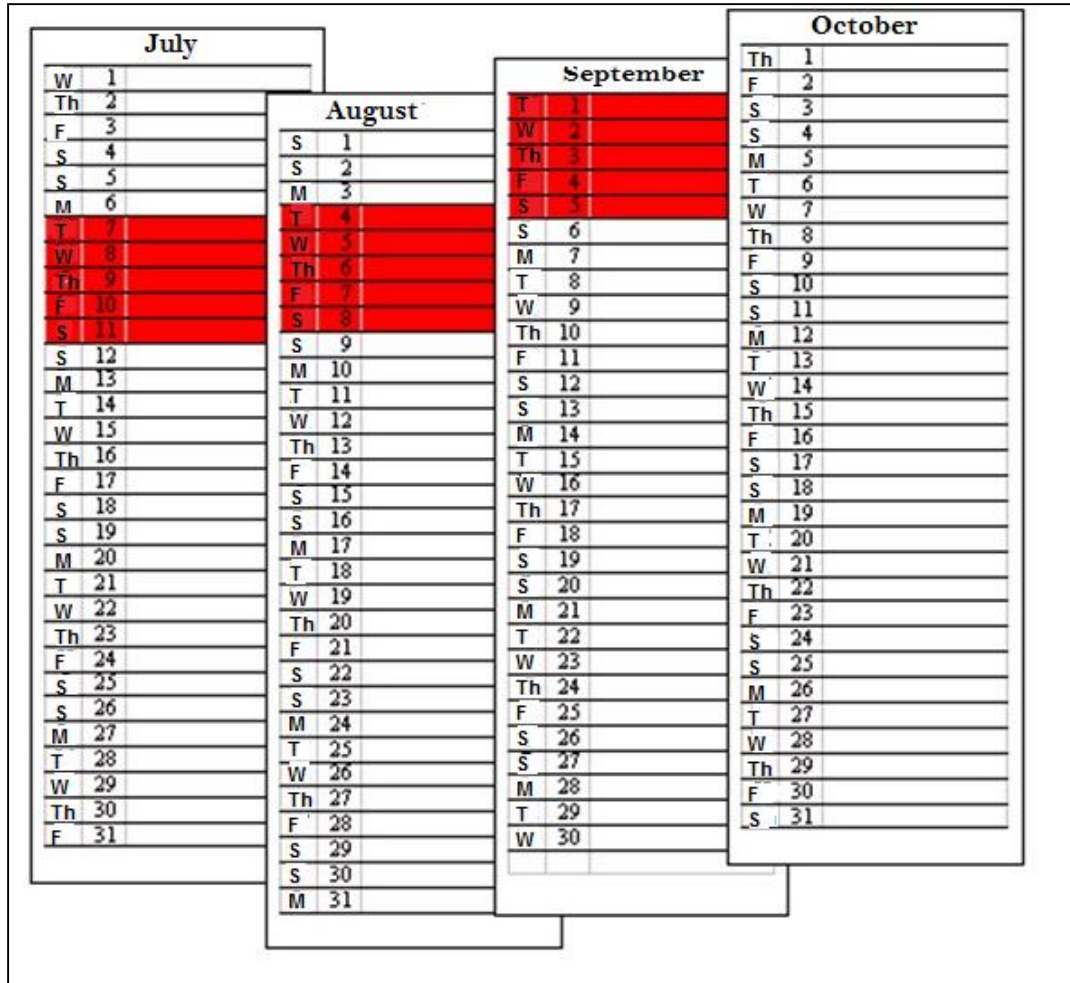 July
W 1
Th 2
F 3
S 4
S 5
M 6
T 7
W 8
Th 9
F 10
S 11
S 12
M 13
T 14
W 15
Th 16
F 17
S 18
S 19
M 20
T 21
W 22
Th 23
F 24
S 25
S 26
M 27
T 28
W 29
Th 30
F 31
August
S 1
S 2
M 3
T 4
W 5
Th 6
F 7
S 8
S 9
M 10
T 11
W 12
Th 13
F 14
S 15
S 16
M 17
T 18
W 19
Th 20
F 21
S 22
S 23
M 24
T 25
W 26
Th 27
F 28
S 29
S 30
M 31
September
T 1
W 2
Th 3
F 4
S 5
S 6
M 7
T 8
W 9
Th 10
F 11
S 12
S 13
M 14
T 15
W 16
Th 17
F 18
S 19
S 20
M 21
T 22
W 23
Th 24
F 25
S 26
S 27
M 28
T 29
W 30
October
Th 1
F 2
S 3
S 4
M 5
T 6
W 7
Th 8
F 9
S 10
S 11
M 12
T 13
W 14
Th 15
F 16
S 17
S 18
M 19
T 20
W 21
Th 22
F 23
S 24
S 25
M 26
T 27
W 28
Th 29
F 30
S 31